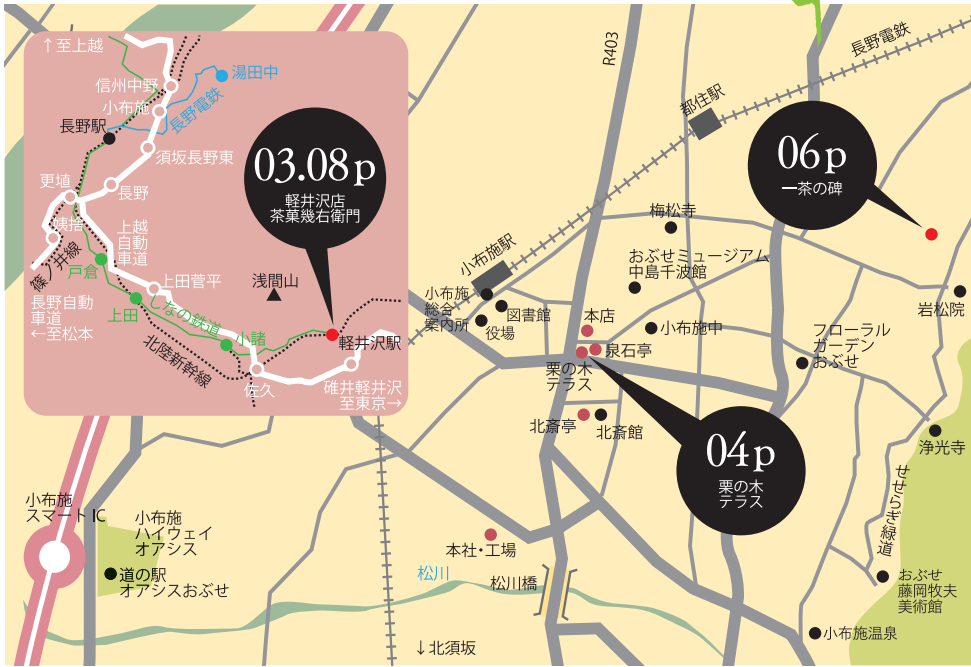 ↑至上越
信州中野
小布施
湯田中
長野電鉄
長野駅
須坂長野東
更埴
長野
姨捨
篠ノ井線
戸倉
上越
自動
車道
上田菅平
長野自動
車道
←至松本
上田
しなの鉄道
小諸
北陸新幹線
佐久
浅間山
軽井沢駅
碓井軽井沢
至東京→
03.08p
軽井沢店
茶菓幾右衛門
R403
長野電鉄
都住駅
06p
一茶の碑
梅松寺
小布施駅
おぶせミュージアム
中島千波館
小布施
総合
案内所
図書館
役場
本店
小布施中
泉石亭
栗の木
テラス
フローラル
ガーデン
おぶせ
岩松院
北斎亭
北斎館
04p
栗の木
テラス
浄光寺
せせらぎ緑道
小布施
スマートIC
小布施
ハイウェイ
オアシス
道の駅
オアシスおぶせ
本社・工場
松川
松川橋
おぶせ
藤岡牧夫
美術館
小布施温泉
↓北須坂